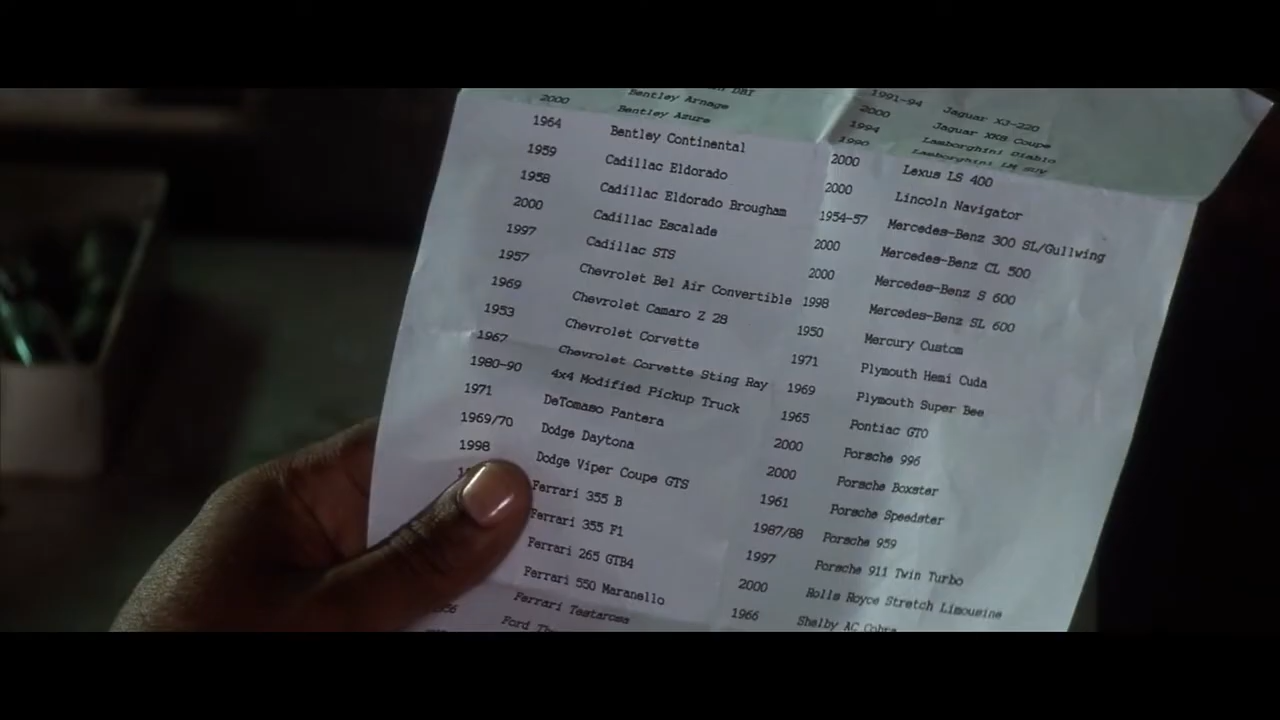 Bentley Arnage
2000 Bentley Azure
1964 Bentley Continental
1959 Cadillac Eldorado
1958 Cadillac Eldorado Brougham
2000 Cadillac Escalade
1997 Cadillac STS
1957 Chevrolet Bel Air Convertible
1969 Chevrolet Camaro Z 28
1953 Chevrolet Corvette
1967 Chevrolet Corvette Sting Ray
1980-90 4x4 Modified Pickup Truck
1971 DeTomaso Pantera
1969/70 Dodge Daytona
1998 Dodge Viper Coupe GTS
Ferrari 355 B
Ferrari 355 F1
Ferrari 265 GTB4
Ferrari 550 Maranello
Ferrari Testarosa
Ford
1991-94 Jaguar XJ-220
2000 Jaguar XK8 Coupe
1994 Lamborghini Diablo
1990 Lamborghini LM SUV
2000 Lexus LS 400
2000 Lincoln Navigator
1954-57 Mercedes-Benz 300 SL/Gullwing
2000 Mercedes-Benz CL 500
2000 Mercedes-Benz S 600
1998 Mercedes-Benz SL 600
1950 Mercury Custom
1971 Plymouth Hemi Cuda
1969 Plymouth Super Bee
1965 Pontiac GTO
2000 Porsche 996
2000 Porsche Boxster
1961 Porsche Speedster
1987/88 Porsche 959
1997 Porsche 911 Twin Turbo
2000 Rolls Royce Stretch Limousine
1966 Shelby AC Cobra